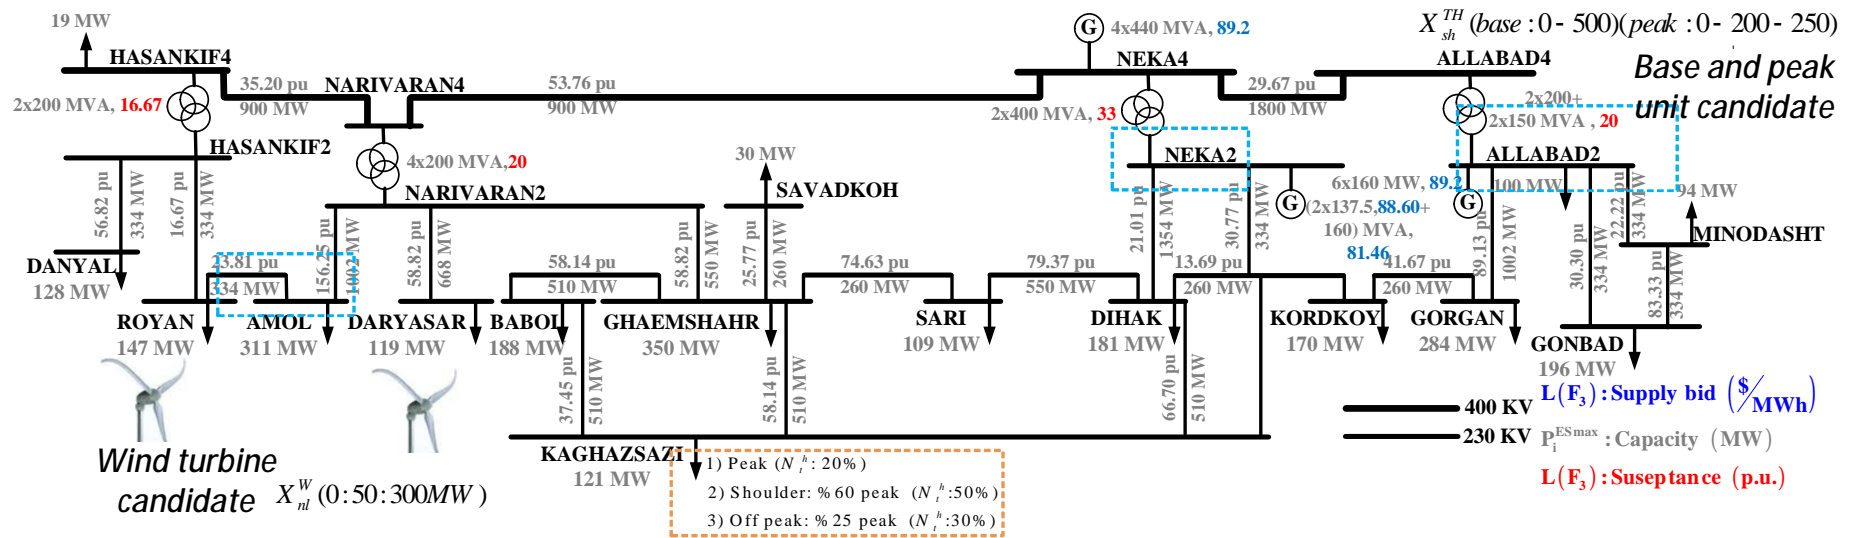 19 MW
HASANKIF4
2x200 MVA, 16.67
35.20 pu
900 MW
NARIVARAN4
53.76 pu
900 MW
G
4x440 MVA, 89.2
NEKA4
2x400 MVA, 33
29.67 pu
1800 MW
X_sh^TH (base : 0 - 500)(peak : 0 - 200 - 250)
ALLABAD4
Base and peak
unit candidate
2x200+
2x150 MVA , 20
HASANKIF2
4x200 MVA,20
NARIVARAN2
30 MW
SAVADKOH
NEKA2
G
6x160 MW, 89.2
(2x137.5,88.60+
160) MVA,
81.46
ALLABAD2
G
100 MW
94 MW
MINODASHT
56.82 pu
334 MW
16.67 pu
334 MW
156.25 pu
1002 MW
58.82 pu
668 MW
58.82 pu
550 MW
25.77 pu
260 MW
21.01 pu
1354 MW
30.77 pu
334 MW
89.13 pu
1002 MW
30.30 pu
334 MW
22.22 pu
334 MW
83.33 pu
334 MW
DANYAL
128 MW
23.81 pu
334 MW
58.14 pu
510 MW
74.63 pu
260 MW
79.37 pu
550 MW
13.69 pu
260 MW
41.67 pu
260 MW
ROYAN
147 MW
AMOL
311 MW
DARYASAR
119 MW
BABOL
188 MW
GHAEMSHAHR
350 MW
SARI
109 MW
DIHAK
181 MW
KORDKOY
170 MW
GORGAN
284 MW
GONBAD
196 MW
37.45 pu
510 MW
58.14 pu
510 MW
66.70 pu
510 MW
KAGHAZSAZI
121 MW
Wind turbine
candidate
X_nl^W (0 : 50 : 300MW )
1) Peak (N_t^h : 20%)
2) Shoulder: %60 peak (N_t^h :50%)
3) Off peak: %25 peak (N_t^h :30%)
400 KV
230 KV
L(F₃) : Supply bid ($/MWh)
P_i^ESmax : Capacity (MW)
L(F₃) : Suseptance (p.u.)